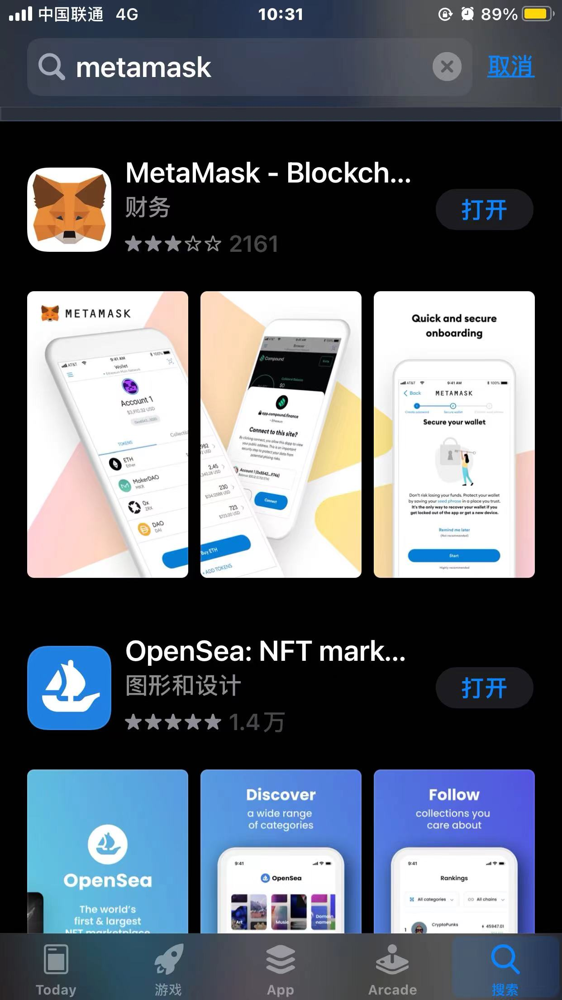 中国联通 4G 10:31 89%
metamask 取消
MetaMask - Blockch...
财务
打开
2161
METAMASK
AT&T 9:41 AM 100%
Wallet
Ethereum Main Network
Account 1
$3,910.32 USD
TOKENS Collectib
ETH
Ether
MakerDAO
MKR
0x
ZRX
DAO
DAI
AT&T 9:41 AM 100%
Browser
Compound Vote
Collateral Balance
$0
app.compound.finance
Ethereum
Connect to this site?
By clicking connect, you allow this dapp to view
your public address. This is an important
security step to protect your data from
potential phising risks.
Account 1 (0x8542...9746)
Connect
982
2.45
,340.28 USD
230
$134.12588 USD
723
$723.00 USD
Buy ETH
+ ADD TOKENS
Quick and secure
onboarding
AT&T 9:41 AM 100%
Back METAMASK
1 2 3
Create password Secure wallet Confirm seed phrase
Secure your wallet
Don't risk losing your funds. Protect your wallet
by saving your seed phrase in a place you trust.
It's the only way to recover your wallet if you
get locked out of the app or get a new device.
Remind me later
(Not recommended)
Start
Highly recommended
OpenSea: NFT mark...
图形和设计
打开
1.4万
OpenSea
The world's
first & largest
NFT marketplace
Discover
a wide range
of categories
9:41
OpenSea
Art Music Domain
names
Follow
collections you
care about
9:41
Rankings
All categories All chains
1 CryptoPunks 45947.01
Today 游戏 App Arcade 搜索